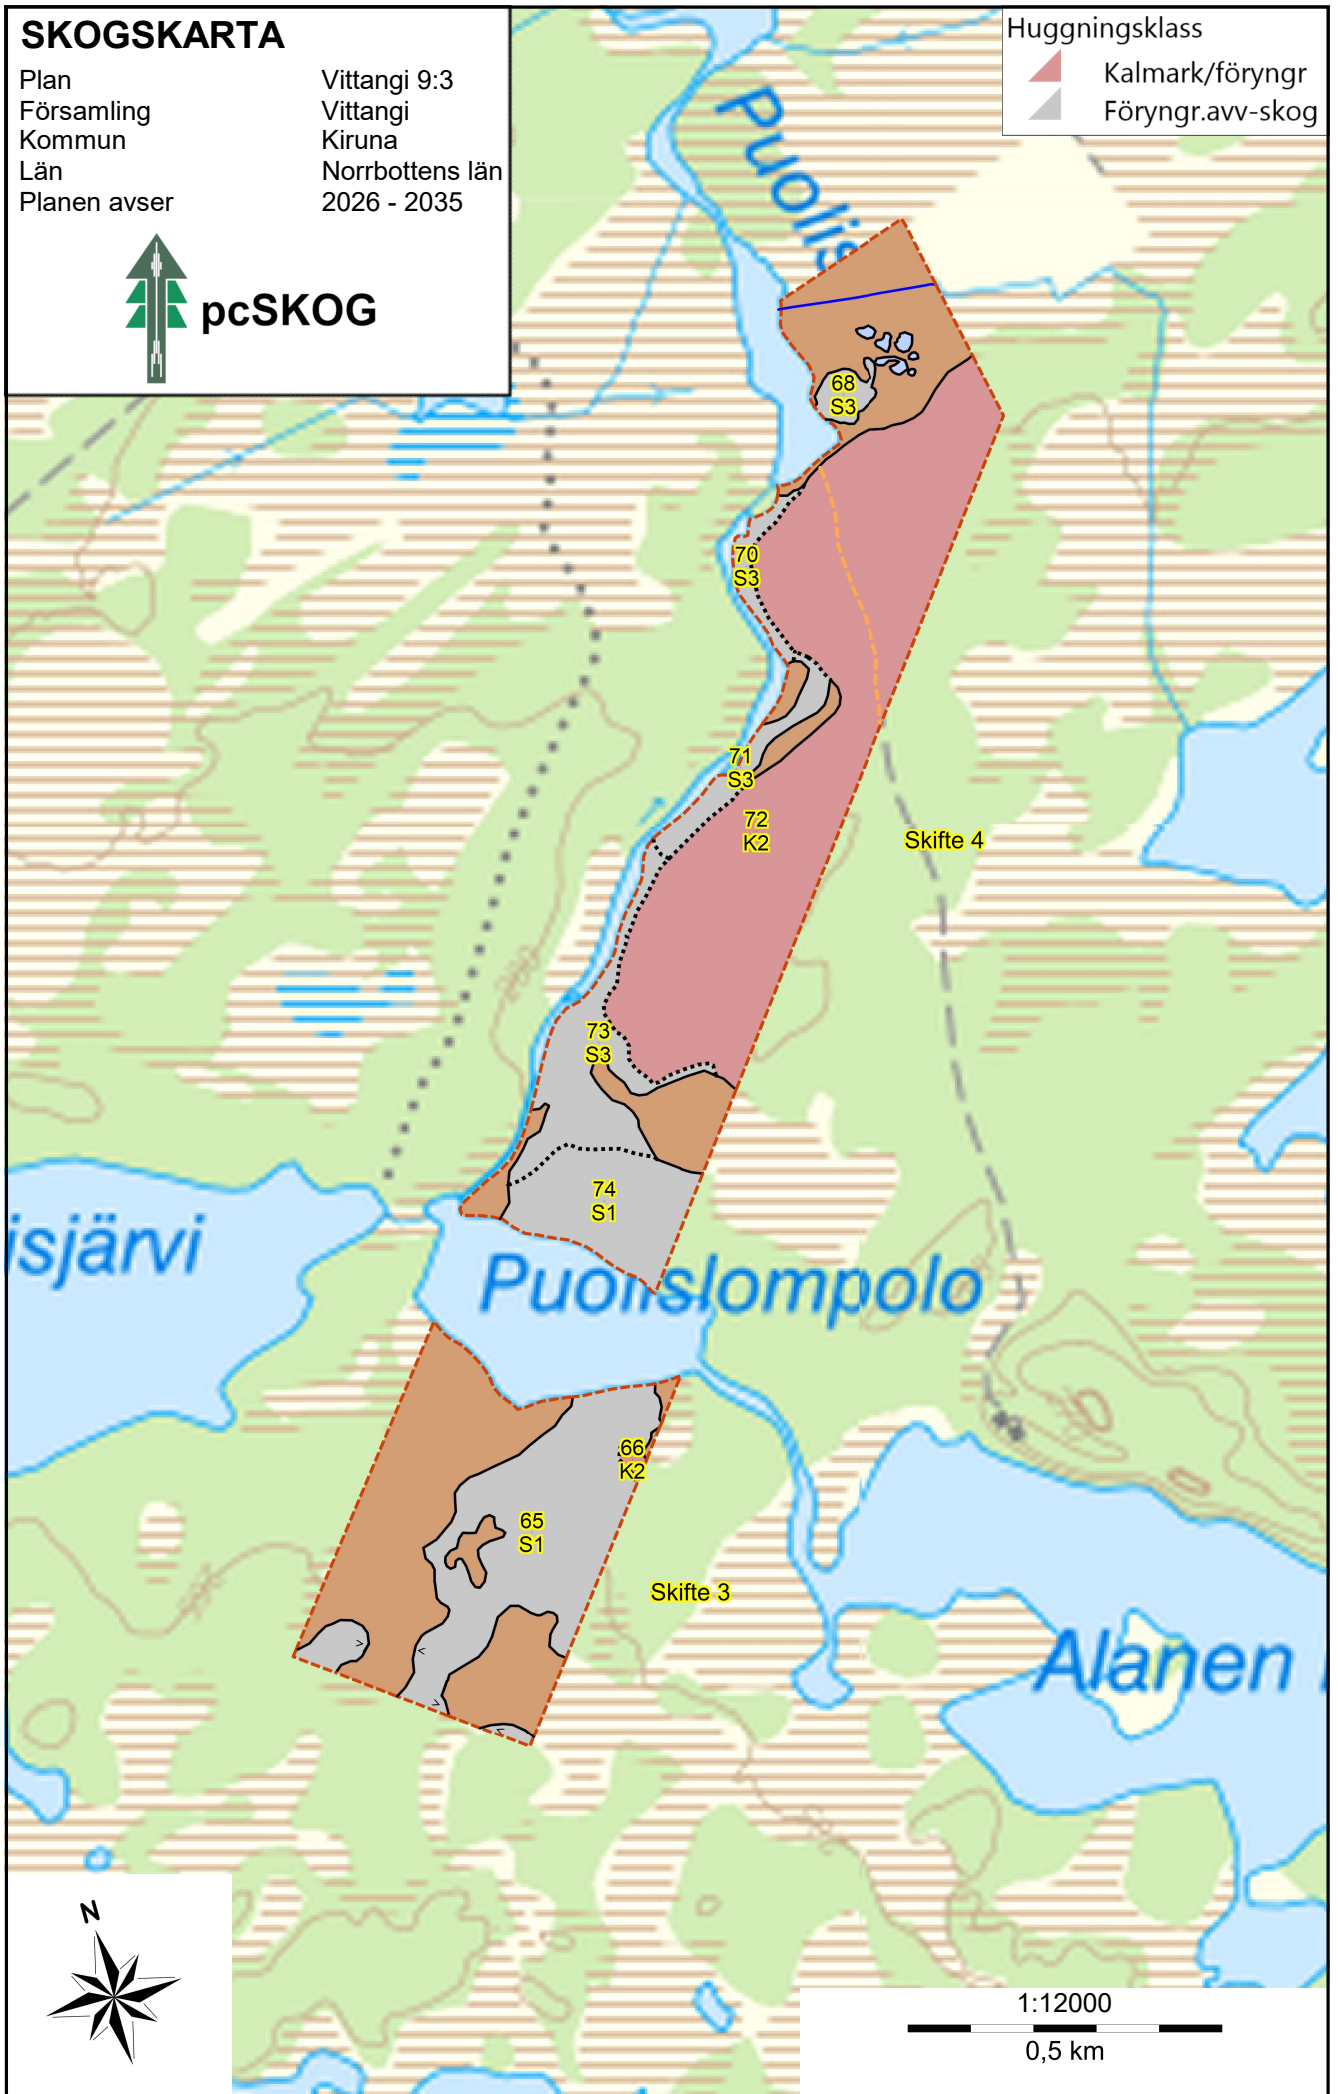 SKOGSKARTA
Plan Vittangi 9:3
Församling Vittangi
Kommun Kiruna
Län Norrbottens län
Planen avser 2026 - 2035
pcSKOG
Huggningsklass
Kalmark/föryngr
Föryngr.avv-skog
Puolis
68
S3
70
S3
71
S3
72
K2
Skifte 4
73
S3
74
S1
isjärvi
Puolislompolo
66
K2
65
S1
Skifte 3
Alanen
N
1:12000
0,5 km